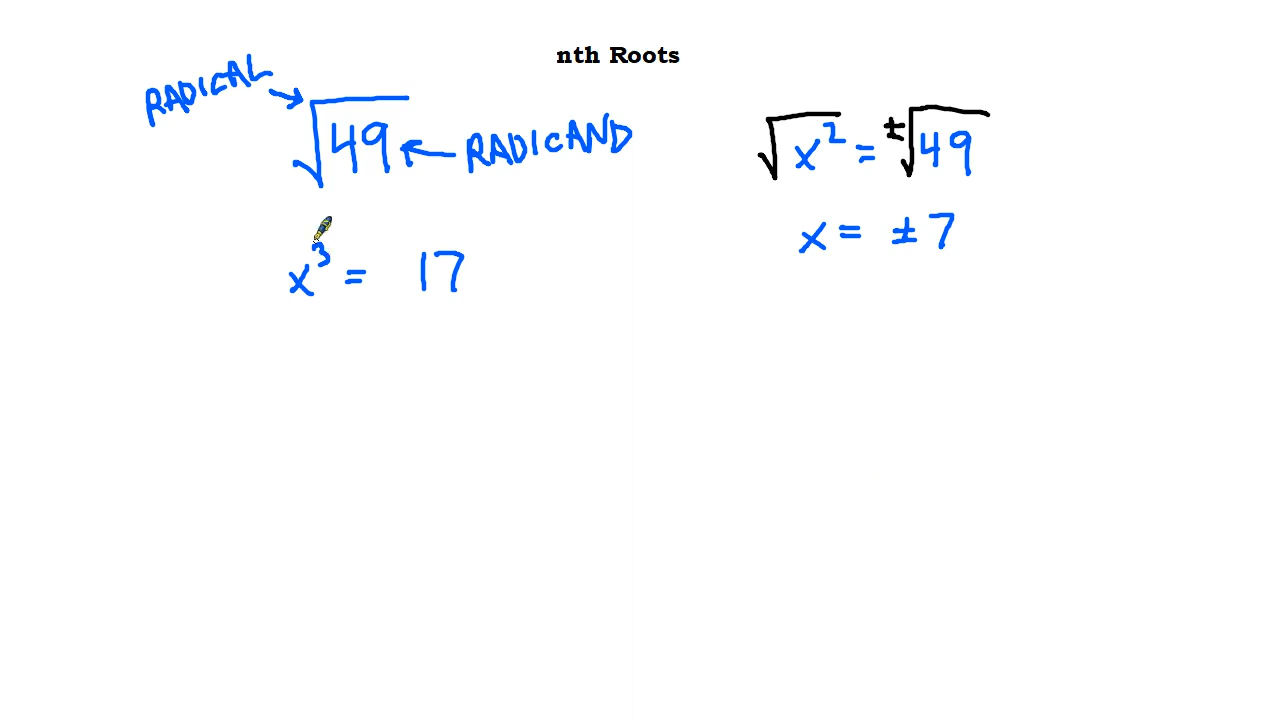 nth Roots
RADICAL
√49 ← RADICAND
x³ = 17
√x² = ±√49
x = ±7